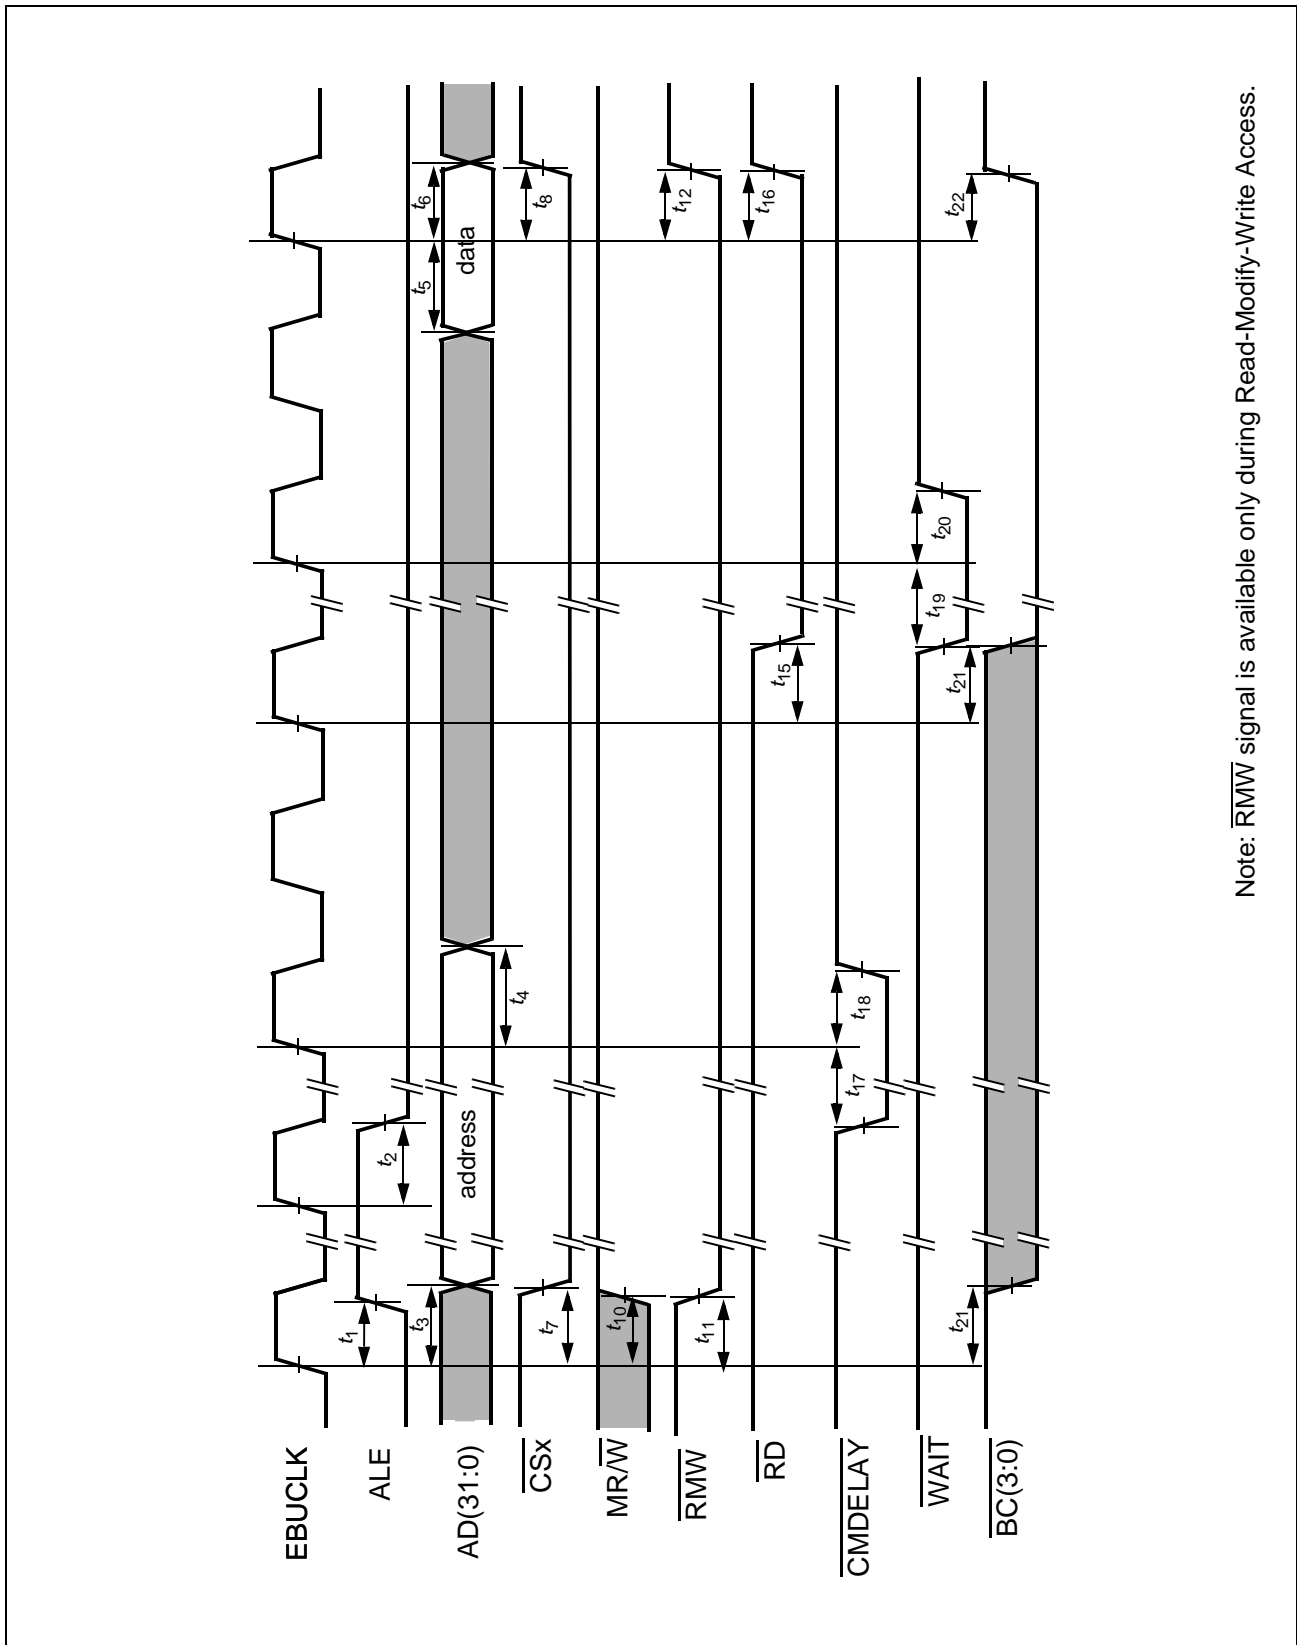 EBUCLK
ALE
t1
t2
AD(31:0)
t3
address
t4
t5
data
t6
CSx
t7
t8
MR/W
t10
RMW
t11
t12
RD
t15
t16
CMDELAY
t17
t18
WAIT
t19
t20
BC(3:0)
t21
t21
t22
Note: RMW signal is available only during Read-Modify-Write Access.